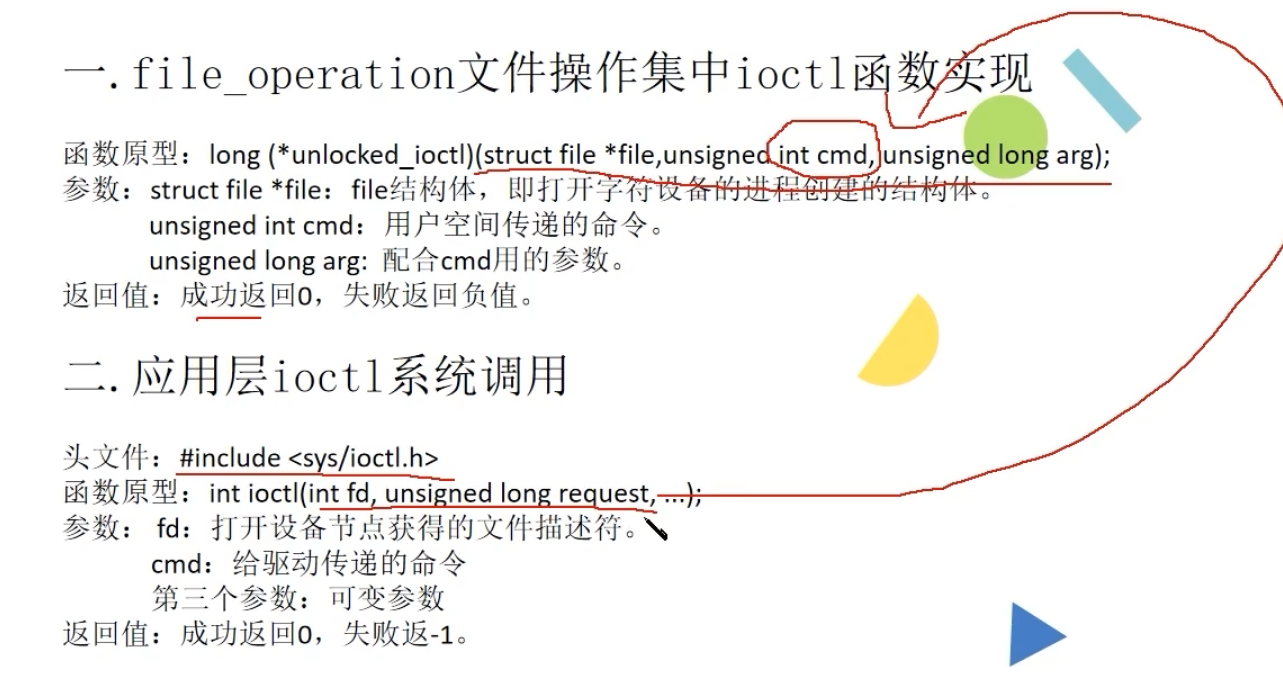 一.file_operation文件操作集中ioctl函数实现
函数原型：long (*unlocked_ioctl)(struct file *file,unsigned int cmd, unsigned long arg);
参数：struct file *file：file结构体，即打开字符设备的进程创建的结构体。
unsigned int cmd：用户空间传递的命令。
unsigned long arg: 配合cmd用的参数。
返回值：成功返回0，失败返回负值。
二.应用层ioctl系统调用
头文件：#include <sys/ioctl.h>
函数原型：int ioctl(int fd, unsigned long request, ...);
参数： fd：打开设备节点获得的文件描述符。
cmd：给驱动传递的命令
第三个参数：可变参数
返回值：成功返回0，失败返-1。